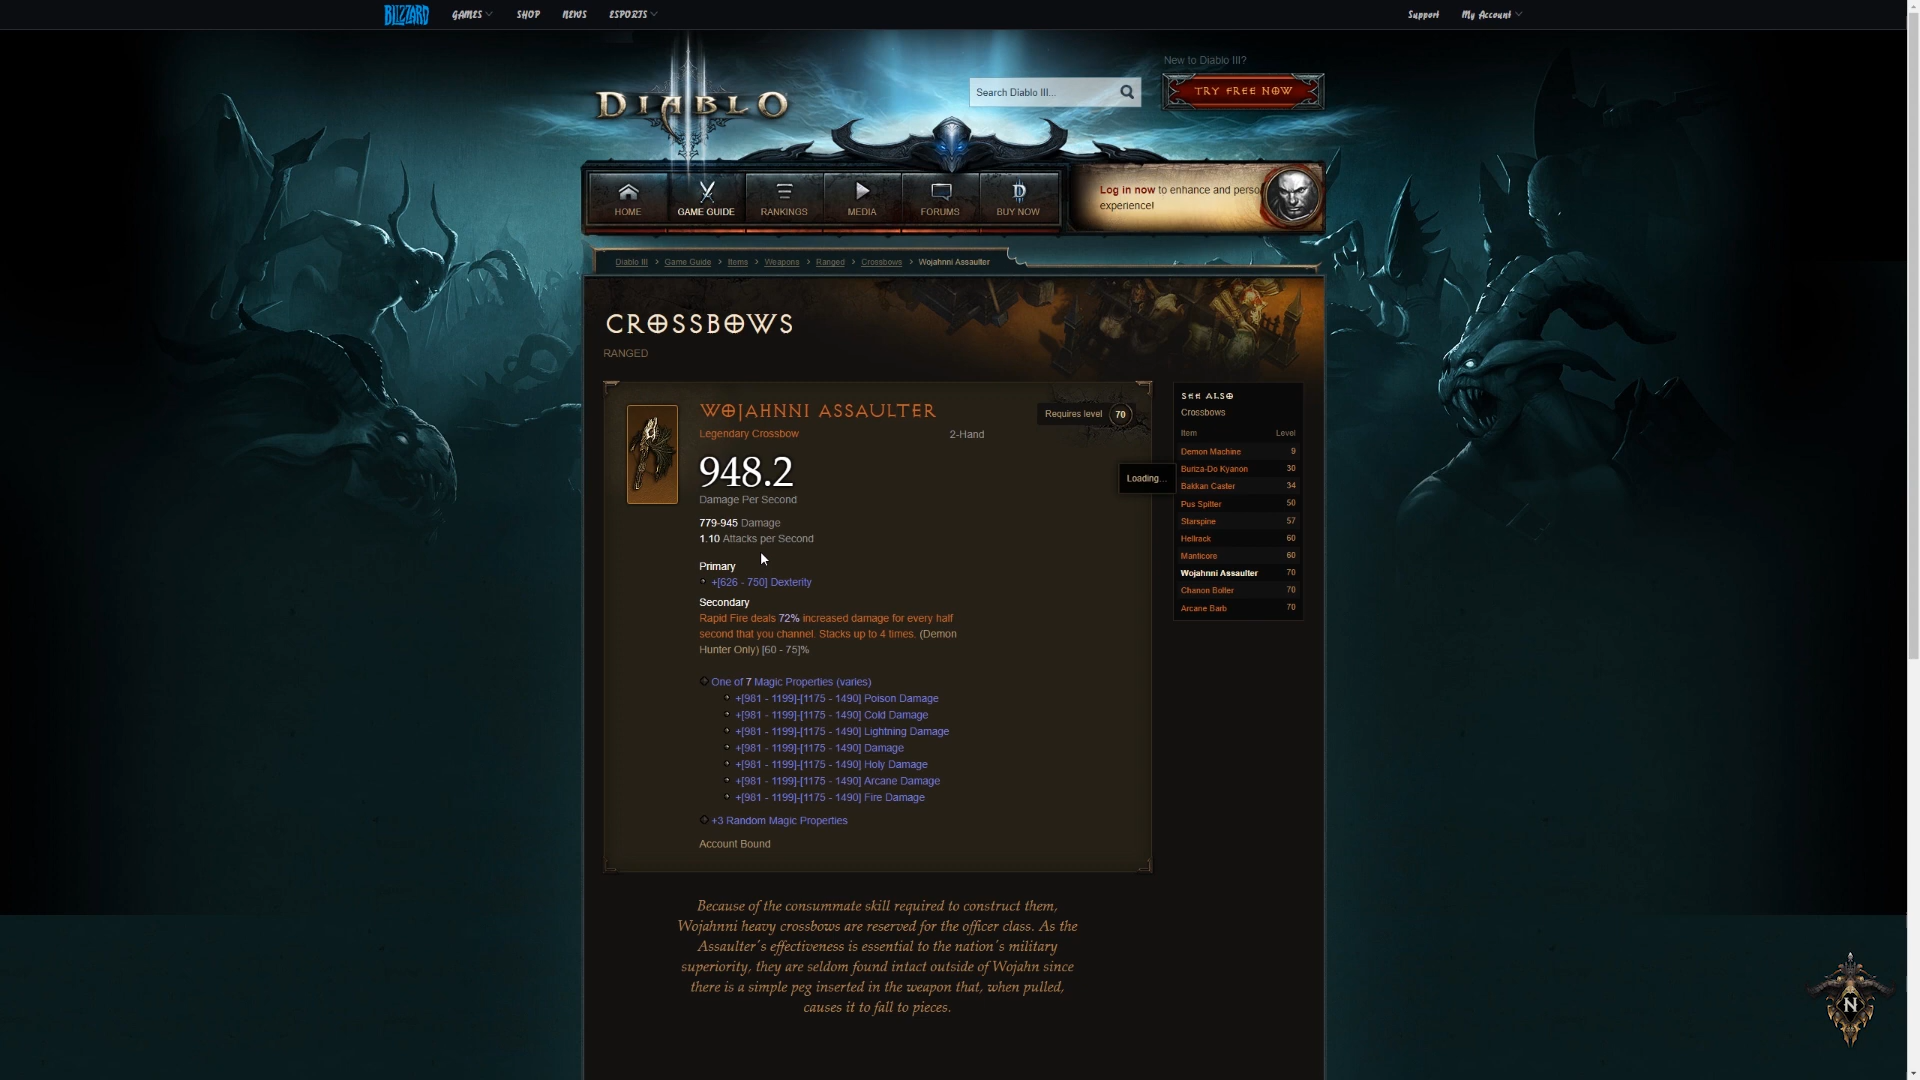 BLIZZARD GAMES SHOP NEWS ESPORTS Support My Account
New to Diablo III?
DIABLO
Search Diablo III...
TRY FREE NOW
HOME GAME GUIDE RANKINGS MEDIA FORUMS BUY NOW
Log in now to enhance and perso
experience!
Diablo III > Game Guide > Items > Weapons > Ranged > Crossbows > Wojahnni Assaulter
CROSSBOWS
RANGED
WOJAHNNI ASSAULTER
Requires level 70
Legendary Crossbow 2-Hand
948.2
Damage Per Second
779-945 Damage
1.10 Attacks per Second
Primary
+[626 - 750] Dexterity
Secondary
Rapid Fire deals 72% increased damage for every half
second that you channel. Stacks up to 4 times. (Demon
Hunter Only) [60 - 75]%
One of 7 Magic Properties (varies)
+[981 - 1199]-[1175 - 1490] Poison Damage
+[981 - 1199]-[1175 - 1490] Cold Damage
+[981 - 1199]-[1175 - 1490] Lightning Damage
+[981 - 1199]-[1175 - 1490] Damage
+[981 - 1199]-[1175 - 1490] Holy Damage
+[981 - 1199]-[1175 - 1490] Arcane Damage
+[981 - 1199]-[1175 - 1490] Fire Damage
+3 Random Magic Properties
Account Bound
Loading...
SEE ALSO
Crossbows
Item Level
Demon Machine 9
Buriza-Do Kyanon 30
Bakkan Caster 34
Pus Spitter 50
Starspine 57
Hellrack 60
Manticore 60
Wojahnni Assaulter 70
Chanon Bolter 70
Arcane Barb 70
Because of the consummate skill required to construct them,
Wojahnni heavy crossbows are reserved for the officer class. As the
Assaulter's effectiveness is essential to the nation's military
superiority, they are seldom found intact outside of Wojahn since
there is a simple peg inserted in the weapon that, when pulled,
causes it to fall to pieces.
N